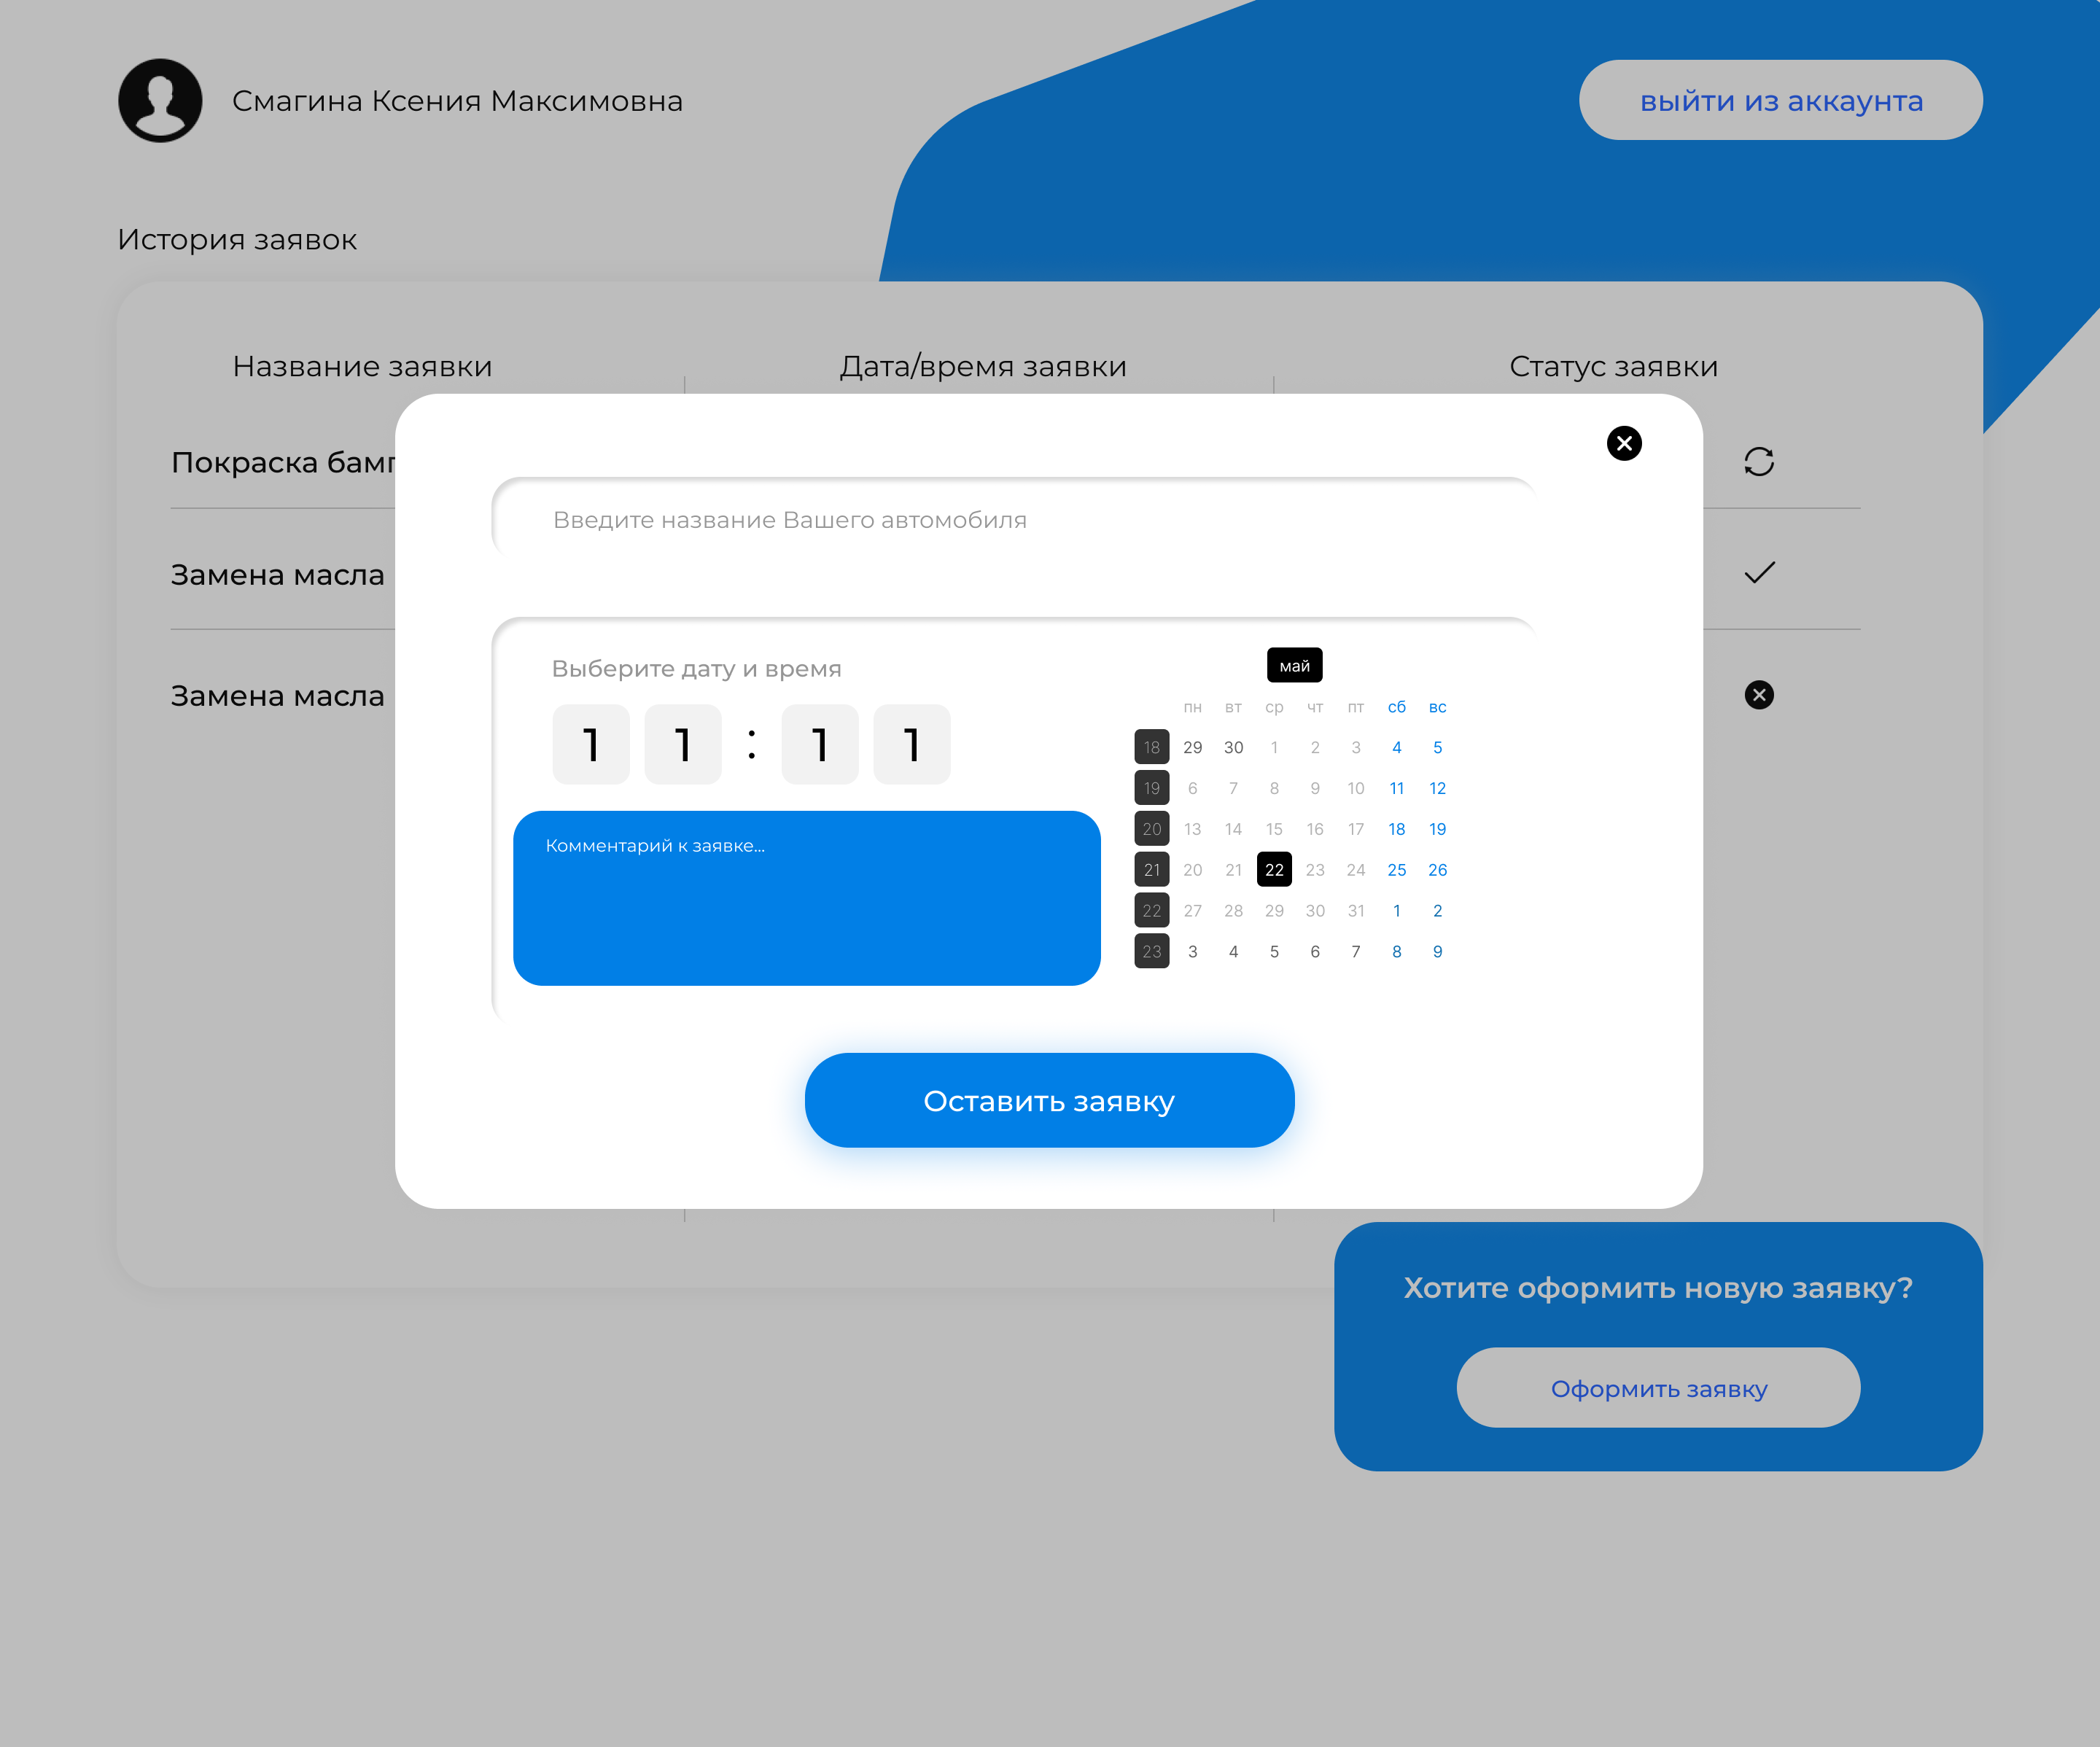 Смагина Ксения Максимовна
выйти из аккаунта
История заявок
Название заявки
Дата/время заявки
Статус заявки
Покраска бам
Замена масла
Замена масла
Введите название Вашего автомобиля
Выберите дату и время
1 1 : 1 1
Комментарий к заявке...
май
пн вт ср чт пт сб вс
18 29 30 1 2 3 4 5
19 6 7 8 9 10 11 12
20 13 14 15 16 17 18 19
21 20 21 22 23 24 25 26
22 27 28 29 30 31 1 2
23 3 4 5 6 7 8 9
Оставить заявку
Хотите оформить новую заявку?
Оформить заявку